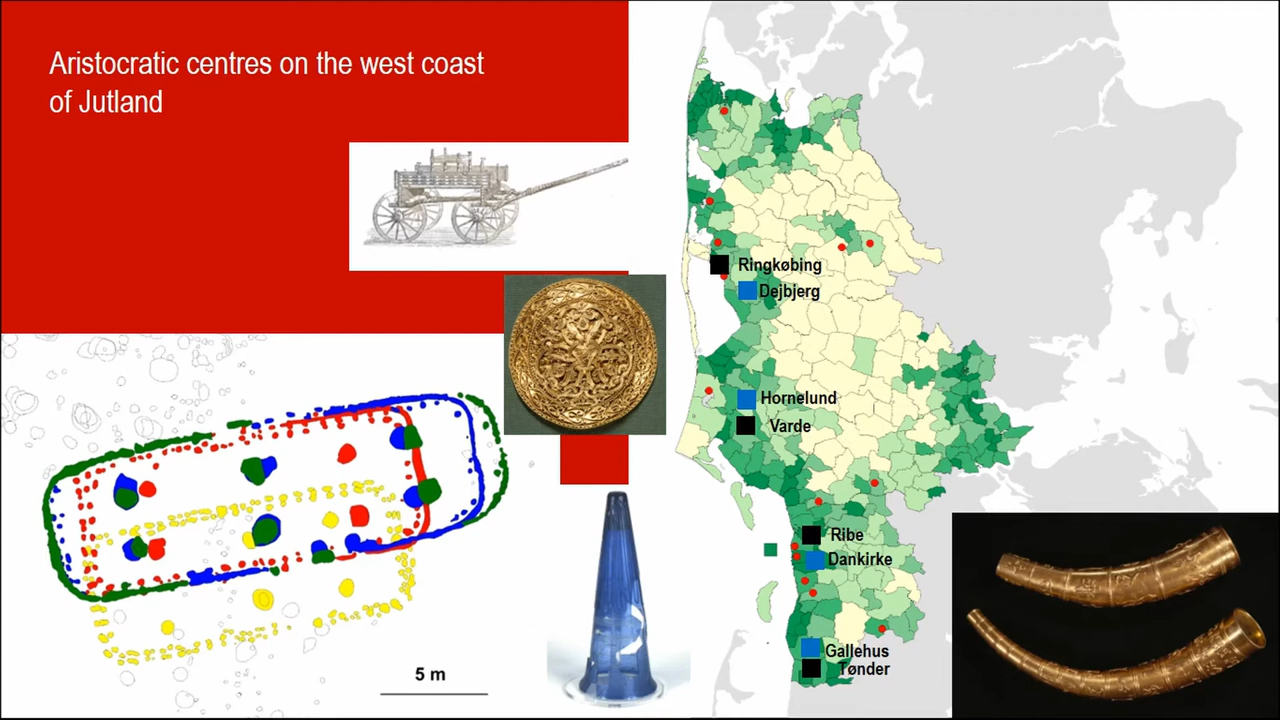 Aristocratic centres on the west coast
of Jutland
Ringkøbing
Dejbjerg
Hornelund
Varde
Ribe
Dankirke
Gallehus
Tønder
5 m